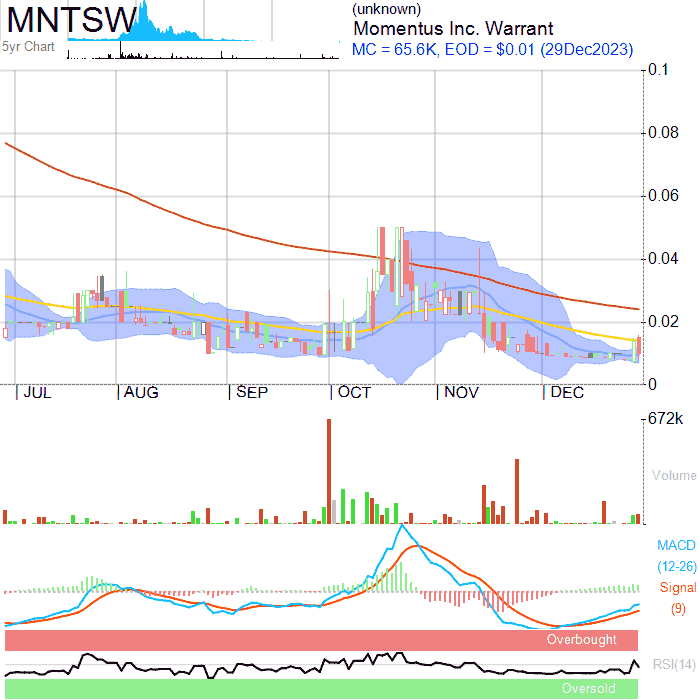 MNTSW
5yr Chart
(unknown)
Momentus Inc. Warrant
MC = 65.6K, EOD = $0.01 (29Dec2023)
0.1
0.08
0.06
0.04
0.02
0
JUL AUG SEP OCT NOV DEC
672k
Volume
MACD
(12-26)
Signal
(9)
Overbought
RSI(14)
Oversold